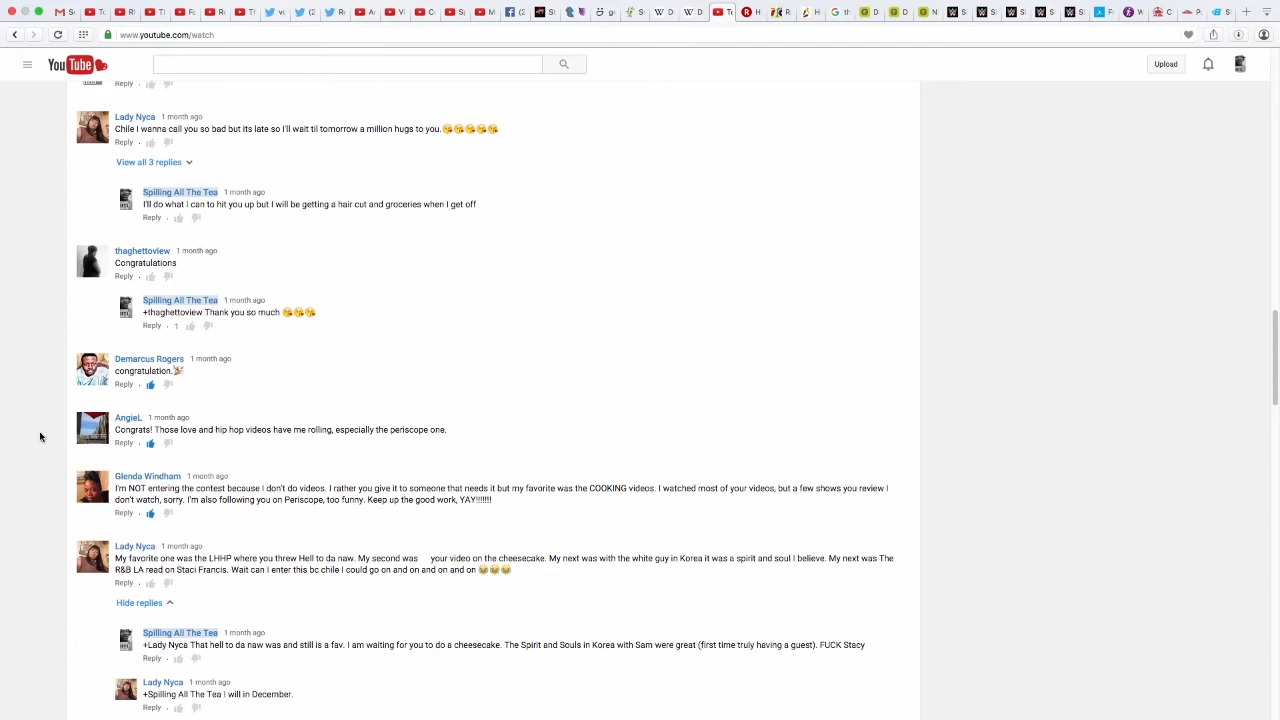 www.youtube.com/watch
YouTube
Upload
Reply
Lady Nyca 1 month ago
Chile I wanna call you so bad but its late so I'll wait til tomorrow a million hugs to you.😘😘😘😘😘
Reply
View all 3 replies
Spilling All The Tea 1 month ago
I'll do what I can to hit you up but I will be getting a hair cut and groceries when I get off
Reply
thaghettoview 1 month ago
Congratulations
Reply
Spilling All The Tea 1 month ago
+thaghettoview Thank you so much 😘😘😘
Reply · 1
Demarcus Rogers 1 month ago
congratulation.🎉
Reply
AngieL 1 month ago
Congrats! Those love and hip hop videos have me rolling, especially the periscope one.
Reply
Glenda Windham 1 month ago
I'm NOT entering the contest because I don't do videos. I rather you give it to someone that needs it but my favorite was the COOKING videos. I watched most of your videos, but a few shows you review I
don't watch, sorry. I'm also following you on Periscope, too funny. Keep up the good work, YAY!!!!!!!
Reply
Lady Nyca 1 month ago
My favorite one was the LHHP where you threw Hell to da naw. My second was your video on the cheesecake. My next was with the white guy in Korea it was a spirit and soul I believe. My next was The
R&B LA read on Staci Francis. Wait can I enter this bc chile I could go on and on and on and on 😂😂😂
Reply
Hide replies
Spilling All The Tea 1 month ago
+Lady Nyca That hell to da naw was and still is a fav. I am waiting for you to do a cheesecake. The Spirit and Souls in Korea with Sam were great (first time truly having a guest). FUCK Stacy
Reply
Lady Nyca 1 month ago
+Spilling All The Tea I will in December.
Reply